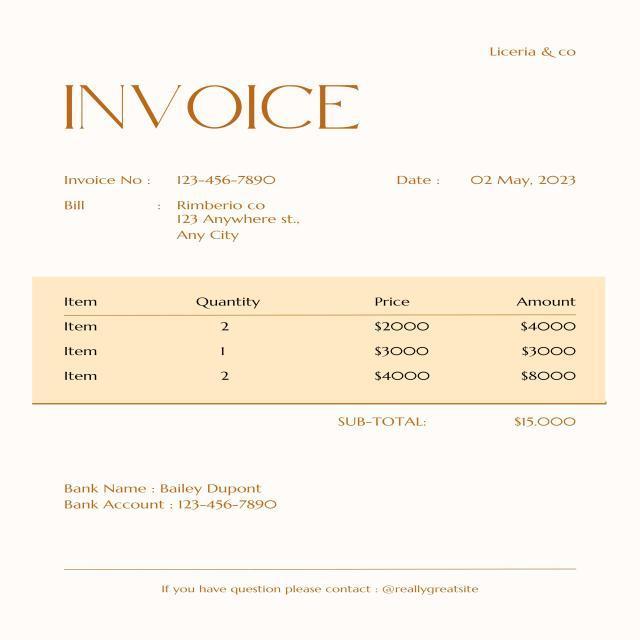 Liceria & co
INVOICE
Invoice No : 123-456-7890 Date : 02 May, 2023
Bill : Rimberio co
123 Anywhere st.,
Any City
Item Quantity Price Amount
Item 2 $2000 $4000
Item 1 $3000 $3000
Item 2 $4000 $8000
SUB-TOTAL: $15.000
Bank Name : Bailey Dupont
Bank Account : 123-456-7890
If you have question please contact : @reallygreatsite